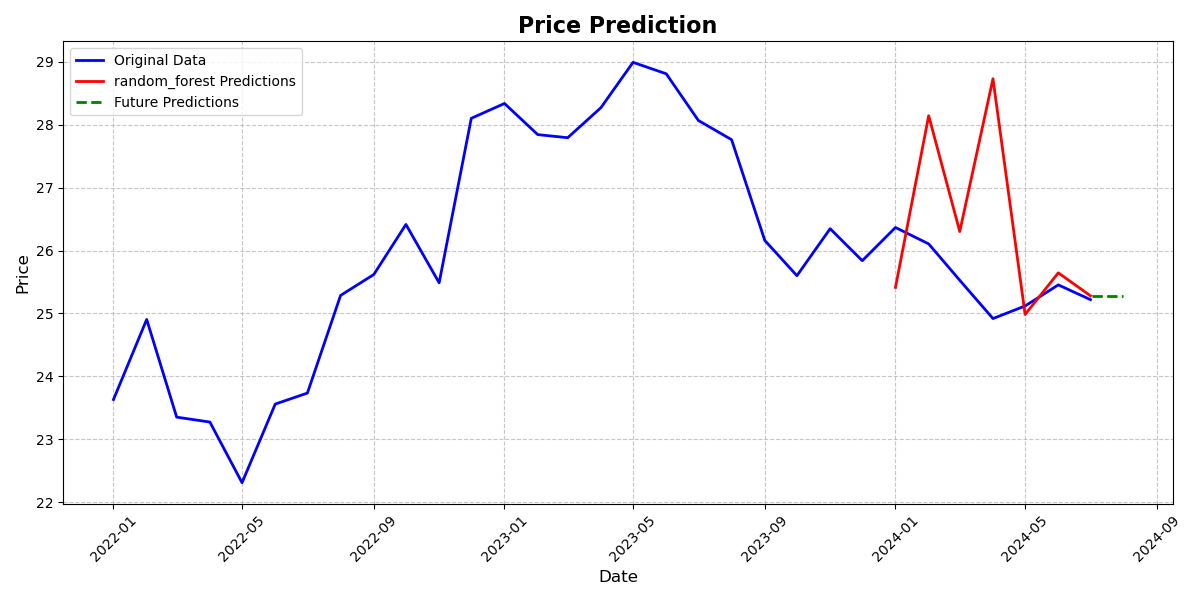 Price Prediction
Original Data
random_forest Predictions
Future Predictions
Price
29
28
27
26
25
24
23
22
2022-01
2022-05
2022-09
2023-01
2023-05
2023-09
2024-01
2024-05
2024-09
Date